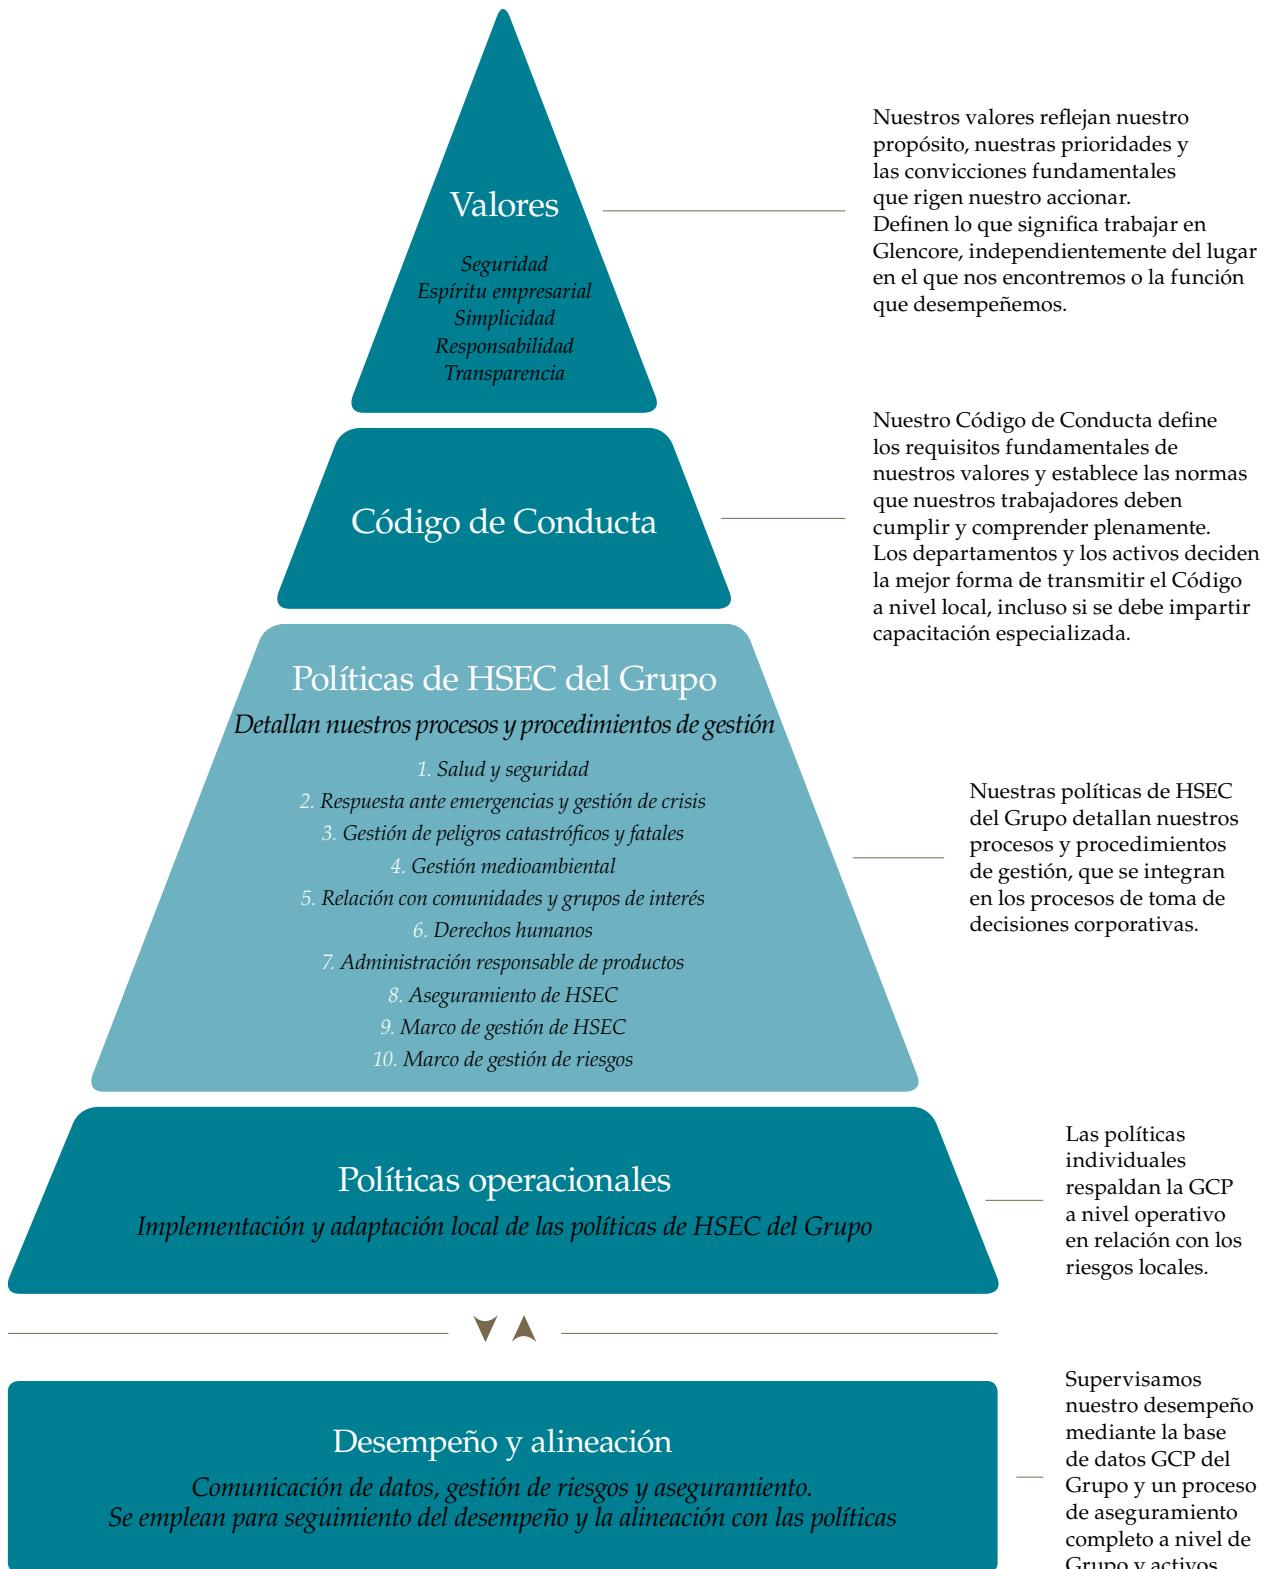 Valores
Seguridad
Espíritu empresarial
Simplicidad
Responsabilidad
Transparencia
Nuestros valores reflejan nuestro
propósito, nuestras prioridades y
las convicciones fundamentales
que rigen nuestro accionar.
Definen lo que significa trabajar en
Glencore, independientemente del lugar
en el que nos encontremos o la función
que desempeñemos.
Código de Conducta
Nuestro Código de Conducta define
los requisitos fundamentales de
nuestros valores y establece las normas
que nuestros trabajadores deben
cumplir y comprender plenamente.
Los departamentos y los activos deciden
la mejor forma de transmitir el Código
a nivel local, incluso si se debe impartir
capacitación especializada.
Políticas de HSEC del Grupo
Detallan nuestros procesos y procedimientos de gestión
1. Salud y seguridad
2. Respuesta ante emergencias y gestión de crisis
3. Gestión de peligros catastróficos y fatales
4. Gestión medioambiental
5. Relación con comunidades y grupos de interés
6. Derechos humanos
7. Administración responsable de productos
8. Aseguramiento de HSEC
9. Marco de gestión de HSEC
10. Marco de gestión de riesgos
Nuestras políticas de HSEC
del Grupo detallan nuestros
procesos y procedimientos
de gestión, que se integran
en los procesos de toma de
decisiones corporativas.
Políticas operacionales
Implementación y adaptación local de las políticas de HSEC del Grupo
Las políticas
individuales
respaldan la GCP
a nivel operativo
en relación con los
riesgos locales.
Desempeño y alineación
Comunicación de datos, gestión de riesgos y aseguramiento.
Se emplean para seguimiento del desempeño y la alineación con las políticas
Supervisamos
nuestro desempeño
mediante la base
de datos GCP del
Grupo y un proceso
de aseguramiento
completo a nivel de
Grupo y activos